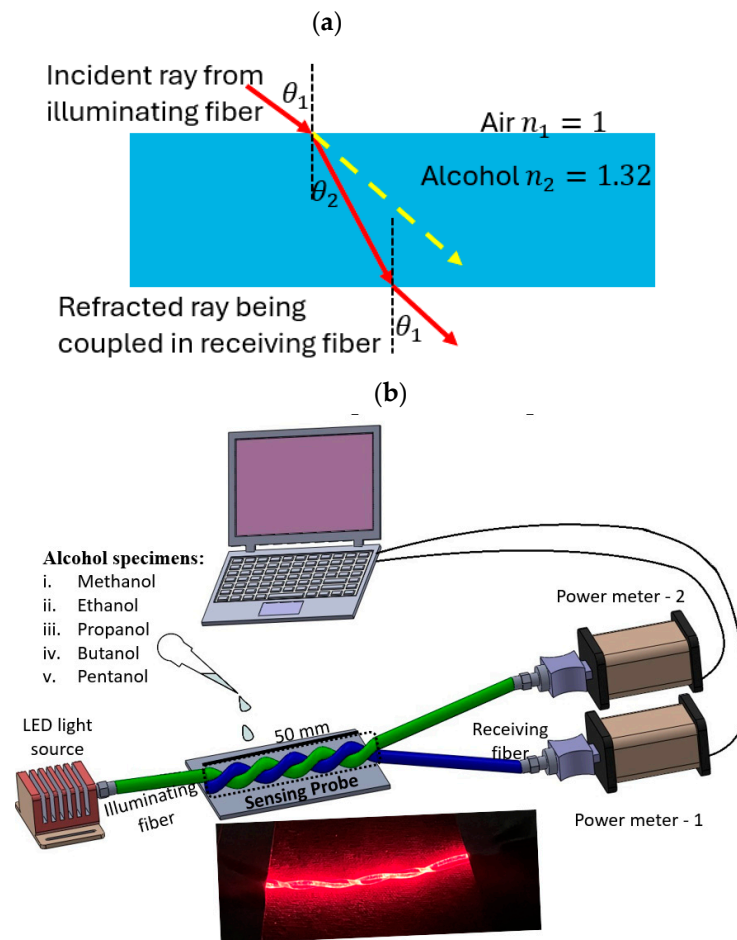 (a)
Incident ray from
illuminating fiber
θ₁
Air n₁ = 1
θ₂
Alcohol n₂ = 1.32
Refracted ray being
coupled in receiving fiber
θ₁
(b)
Alcohol specimens:
i. Methanol
ii. Ethanol
iii. Propanol
iv. Butanol
v. Pentanol
Power meter - 2
LED light
source
50 mm
Receiving
fiber
Illuminating
fiber
Sensing Probe
Power meter - 1